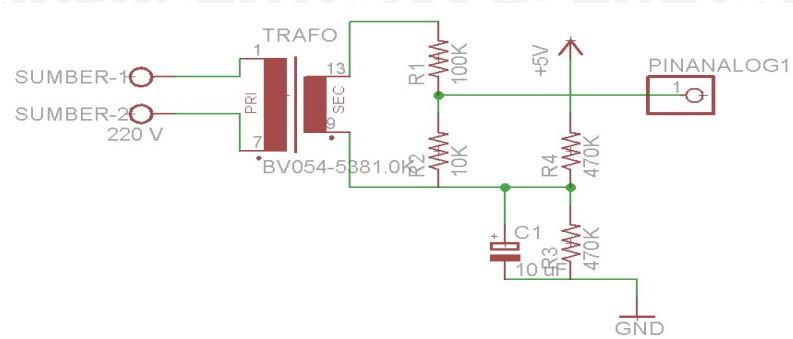 TRAFO
SUMBER-1
SUMBER-2
220 V
1
7
PRI
13
9
SEC
BV054-5381.0K
R1
100K
R2
10K
+5V
PINANALOG1
1
R4
470K
R3
470K
+
C1
10 uF
GND